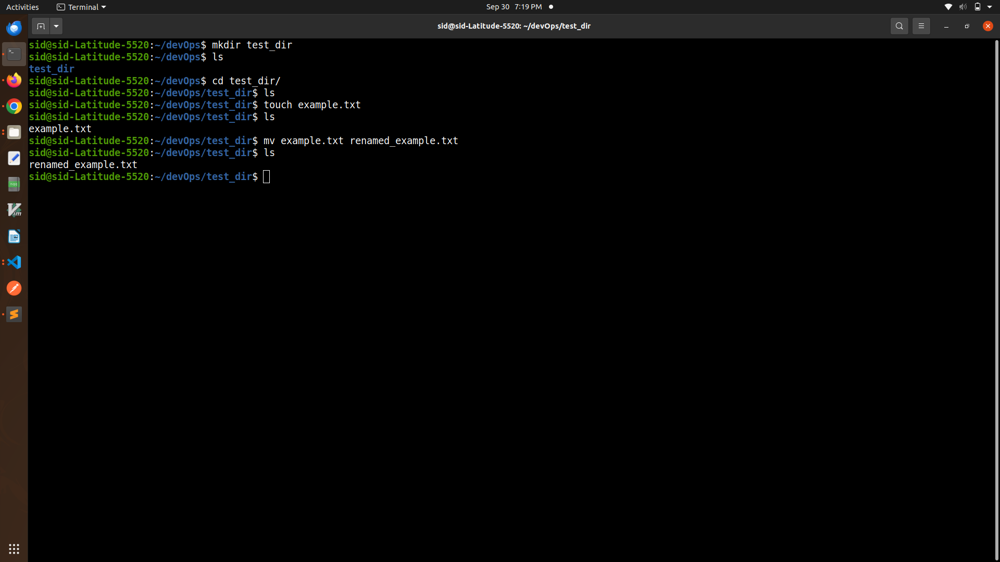 Activities
Terminal
Sep 30 7:19 PM
sid@sid-Latitude-5520: ~/devOps/test_dir
sid@sid-Latitude-5520:~/devOps$ mkdir test_dir
sid@sid-Latitude-5520:~/devOps$ ls
test_dir
sid@sid-Latitude-5520:~/devOps$ cd test_dir/
sid@sid-Latitude-5520:~/devOps/test_dir$ ls
sid@sid-Latitude-5520:~/devOps/test_dir$ touch example.txt
sid@sid-Latitude-5520:~/devOps/test_dir$ ls
example.txt
sid@sid-Latitude-5520:~/devOps/test_dir$ mv example.txt renamed_example.txt
sid@sid-Latitude-5520:~/devOps/test_dir$ ls
renamed_example.txt
sid@sid-Latitude-5520:~/devOps/test_dir$
nqq
Vim